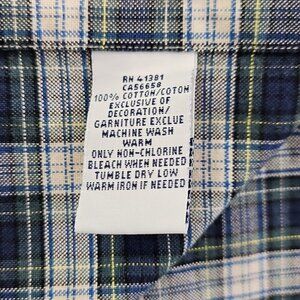 RN 41381
CA56658
100% COTTON/COTON
EXCLUSIVE OF
DECORATION/
GARNITURE EXCLUE
MACHINE WASH
WARM
ONLY NON-CHLORINE
BLEACH WHEN NEEDED
TUMBLE DRY LOW
WARM IRON IF NEEDED